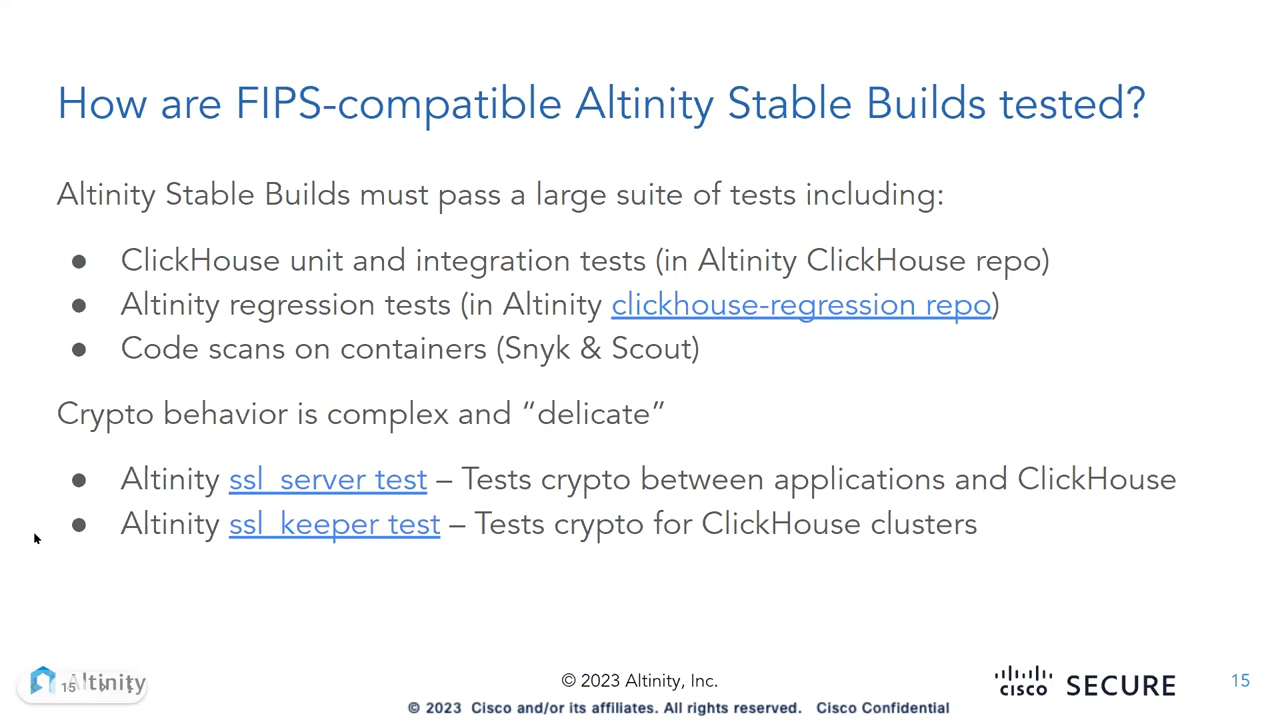 How are FIPS-compatible Altinity Stable Builds tested?
Altinity Stable Builds must pass a large suite of tests including:
● ClickHouse unit and integration tests (in Altinity ClickHouse repo)
● Altinity regression tests (in Altinity clickhouse-regression repo)
● Code scans on containers (Snyk & Scout)
Crypto behavior is complex and “delicate”
● Altinity ssl_server test – Tests crypto between applications and ClickHouse
● Altinity ssl_keeper test – Tests crypto for ClickHouse clusters
Altinity
15
© 2023 Altinity, Inc.
cisco SECURE
15
© 2023 Cisco and/or its affiliates. All rights reserved. Cisco Confidential